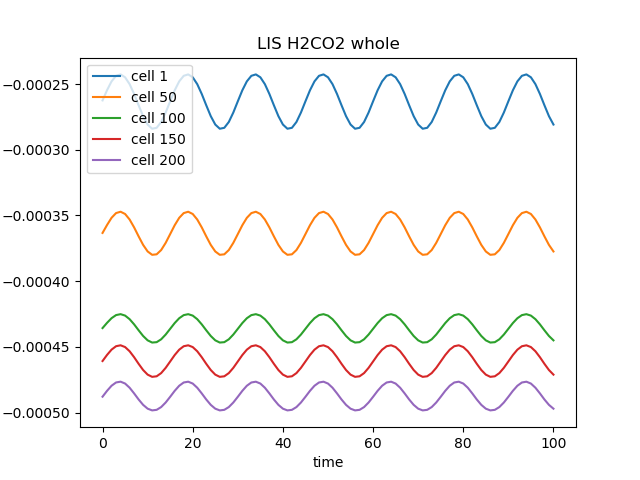 LIS H2CO2 whole
cell 1
cell 50
cell 100
cell 150
cell 200
−0.00025
−0.00030
−0.00035
−0.00040
−0.00045
−0.00050
0 20 40 60 80 100
time